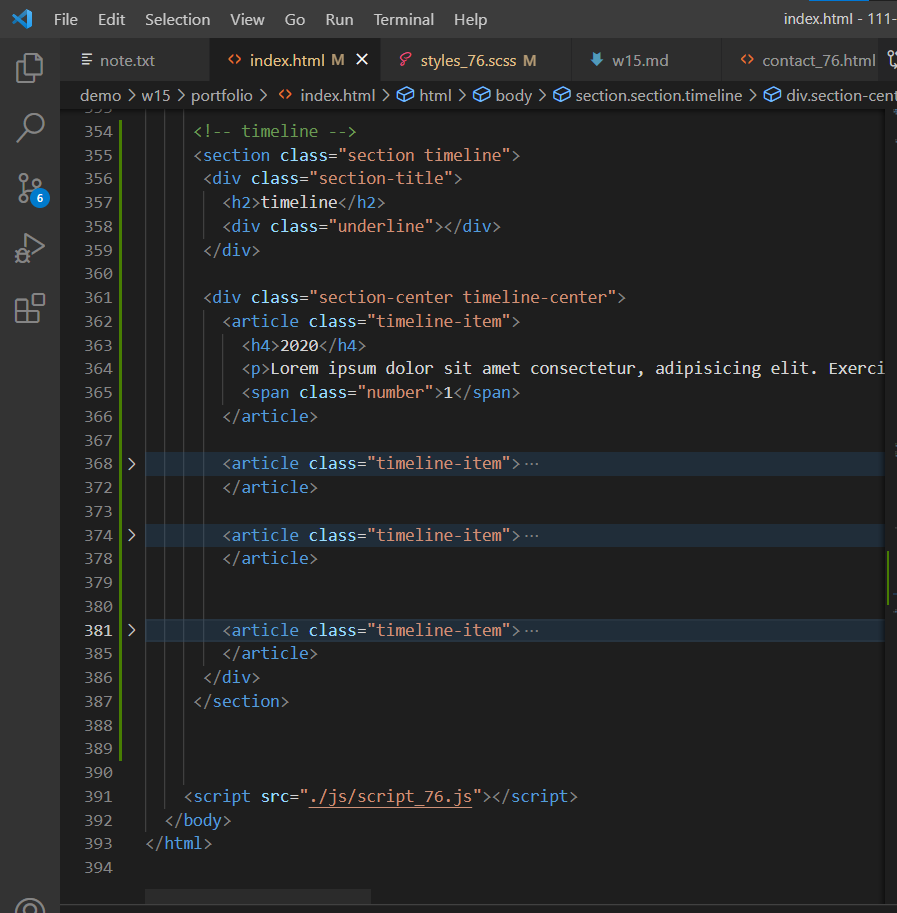 File Edit Selection View Go Run Terminal Help index.html - 111-
note.txt index.html M styles_76.scss M w15.md contact_76.html
demo > w15 > portfolio > index.html > html > body > section.section.timeline > div.section-cent
354 <!-- timeline -->
355 <section class="section timeline">
356 <div class="section-title">
357 <h2>timeline</h2>
358 <div class="underline"></div>
359 </div>
360
361 <div class="section-center timeline-center">
362 <article class="timeline-item">
363 <h4>2020</h4>
364 <p>Lorem ipsum dolor sit amet consectetur, adipisicing elit. Exerci
365 <span class="number">1</span>
366 </article>
367
368 <article class="timeline-item">···
372 </article>
373
374 <article class="timeline-item">···
378 </article>
379
380
381 <article class="timeline-item">···
385 </article>
386 </div>
387 </section>
388
389
390
391 <script src="./js/script_76.js"></script>
392 </body>
393 </html>
394
6